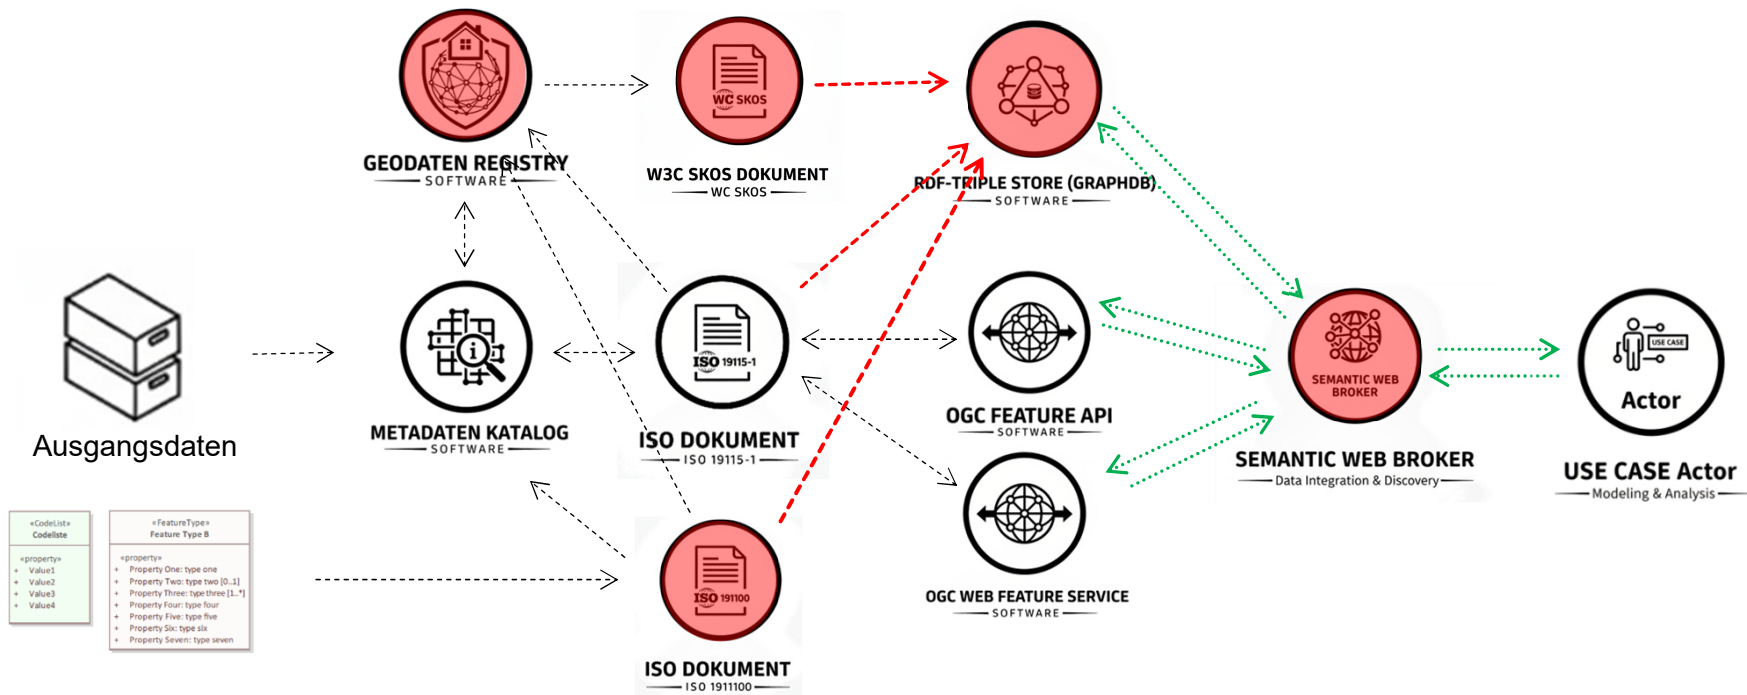 WC SKOS
GEODATEN REGISTRY
SOFTWARE
W3C SKOS DOKUMENT
WC SKOS
RDF-TRIPLE STORE (GRAPHDB)
SOFTWARE
Ausgangsdaten
i
METADATEN KATALOG
SOFTWARE
ISO 19115-1
ISO DOKUMENT
ISO 19115-1
OGC FEATURE API
SOFTWARE
SEMANTIC WEB
BROKER
SEMANTIC WEB BROKER
Data Integration & Discovery
USE CASE
Actor
USE CASE Actor
Modeling & Analysis
«CodeList»
Codeliste
«property»
+ Value1
+ Value2
+ Value3
+ Value4
«FeatureType»
Feature Type B
«property»
+ Property One: type one
+ Property Two: type two [0..1]
+ Property Three: type three [1..*]
+ Property Four: type four
+ Property Five: type five
+ Property Six: type six
+ Property Seven: type seven
ISO 191100
ISO DOKUMENT
ISO 1911100
OGC WEB FEATURE SERVICE
SOFTWARE